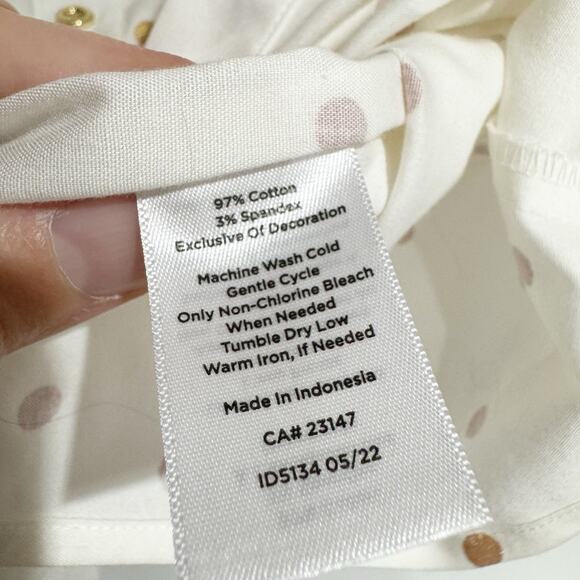 97% Cotton
3% Spandex
Exclusive Of Decoration
Machine Wash Cold
Gentle Cycle
Only Non-Chlorine Bleach
When Needed
Tumble Dry Low
Warm Iron, If Needed
Made In Indonesia
CA# 23147
ID5134 05/22